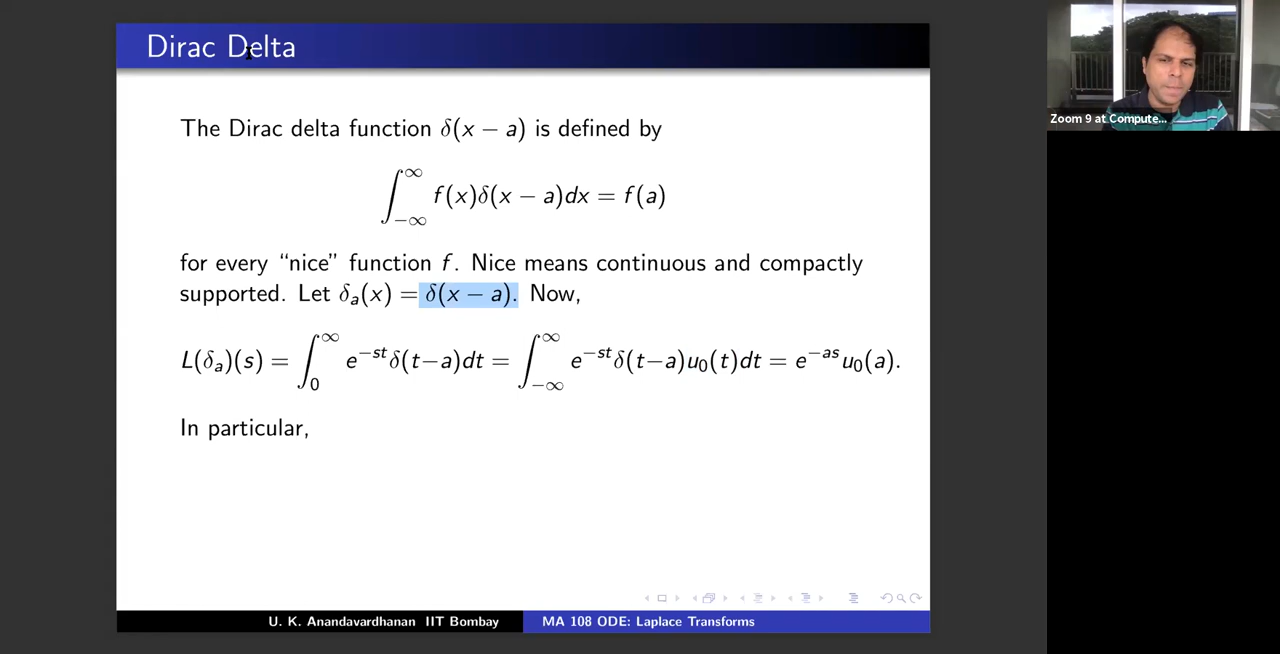 Dirac Delta
The Dirac delta function δ(x − a) is defined by
∫_{−∞}^{∞} f(x)δ(x − a)dx = f(a)
for every “nice” function f. Nice means continuous and compactly
supported. Let δ_a(x) = δ(x − a). Now,
L(δ_a)(s) = ∫_0^∞ e^{−st} δ(t−a)dt = ∫_{−∞}^{∞} e^{−st} δ(t−a)u_0(t)dt = e^{−as} u_0(a).
In particular,
U. K. Anandavardhanan IIT Bombay
MA 108 ODE: Laplace Transforms
Zoom 9 at Compute...